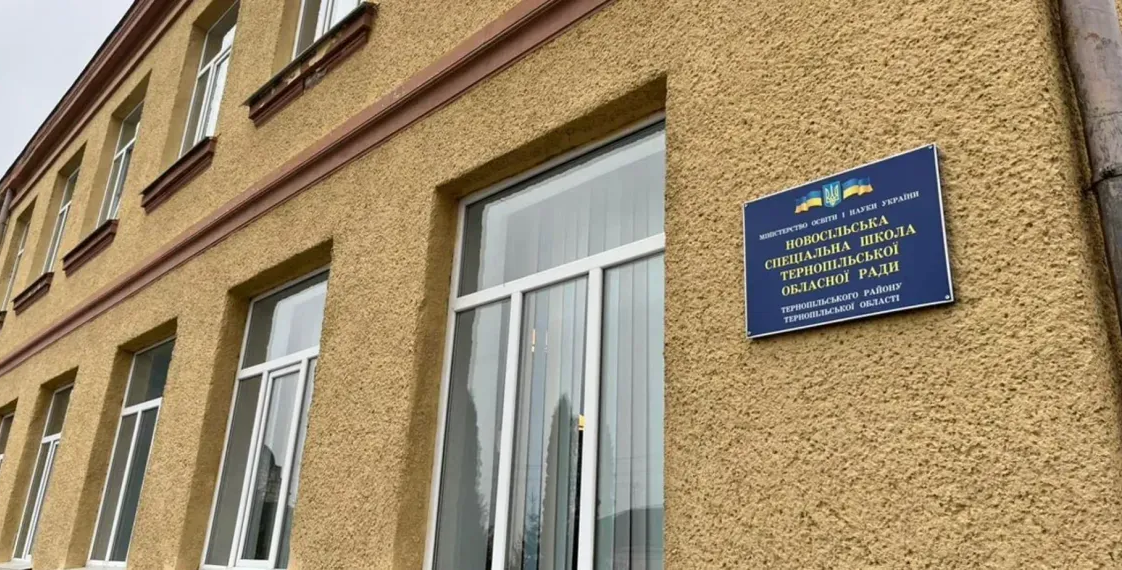 МІНІСТЕРСТВО ОСВІТИ І НАУКИ УКРАЇНИ
НОВОСІЛЬСЬКА
СПЕЦІАЛЬНА ШКОЛА
ТЕРНОПІЛЬСЬКОЇ
ОБЛАСНОЇ РАДИ
ТЕРНОПІЛЬСЬКОГО РАЙОНУ
ТЕРНОПІЛЬСЬКОЇ ОБЛАСТІ